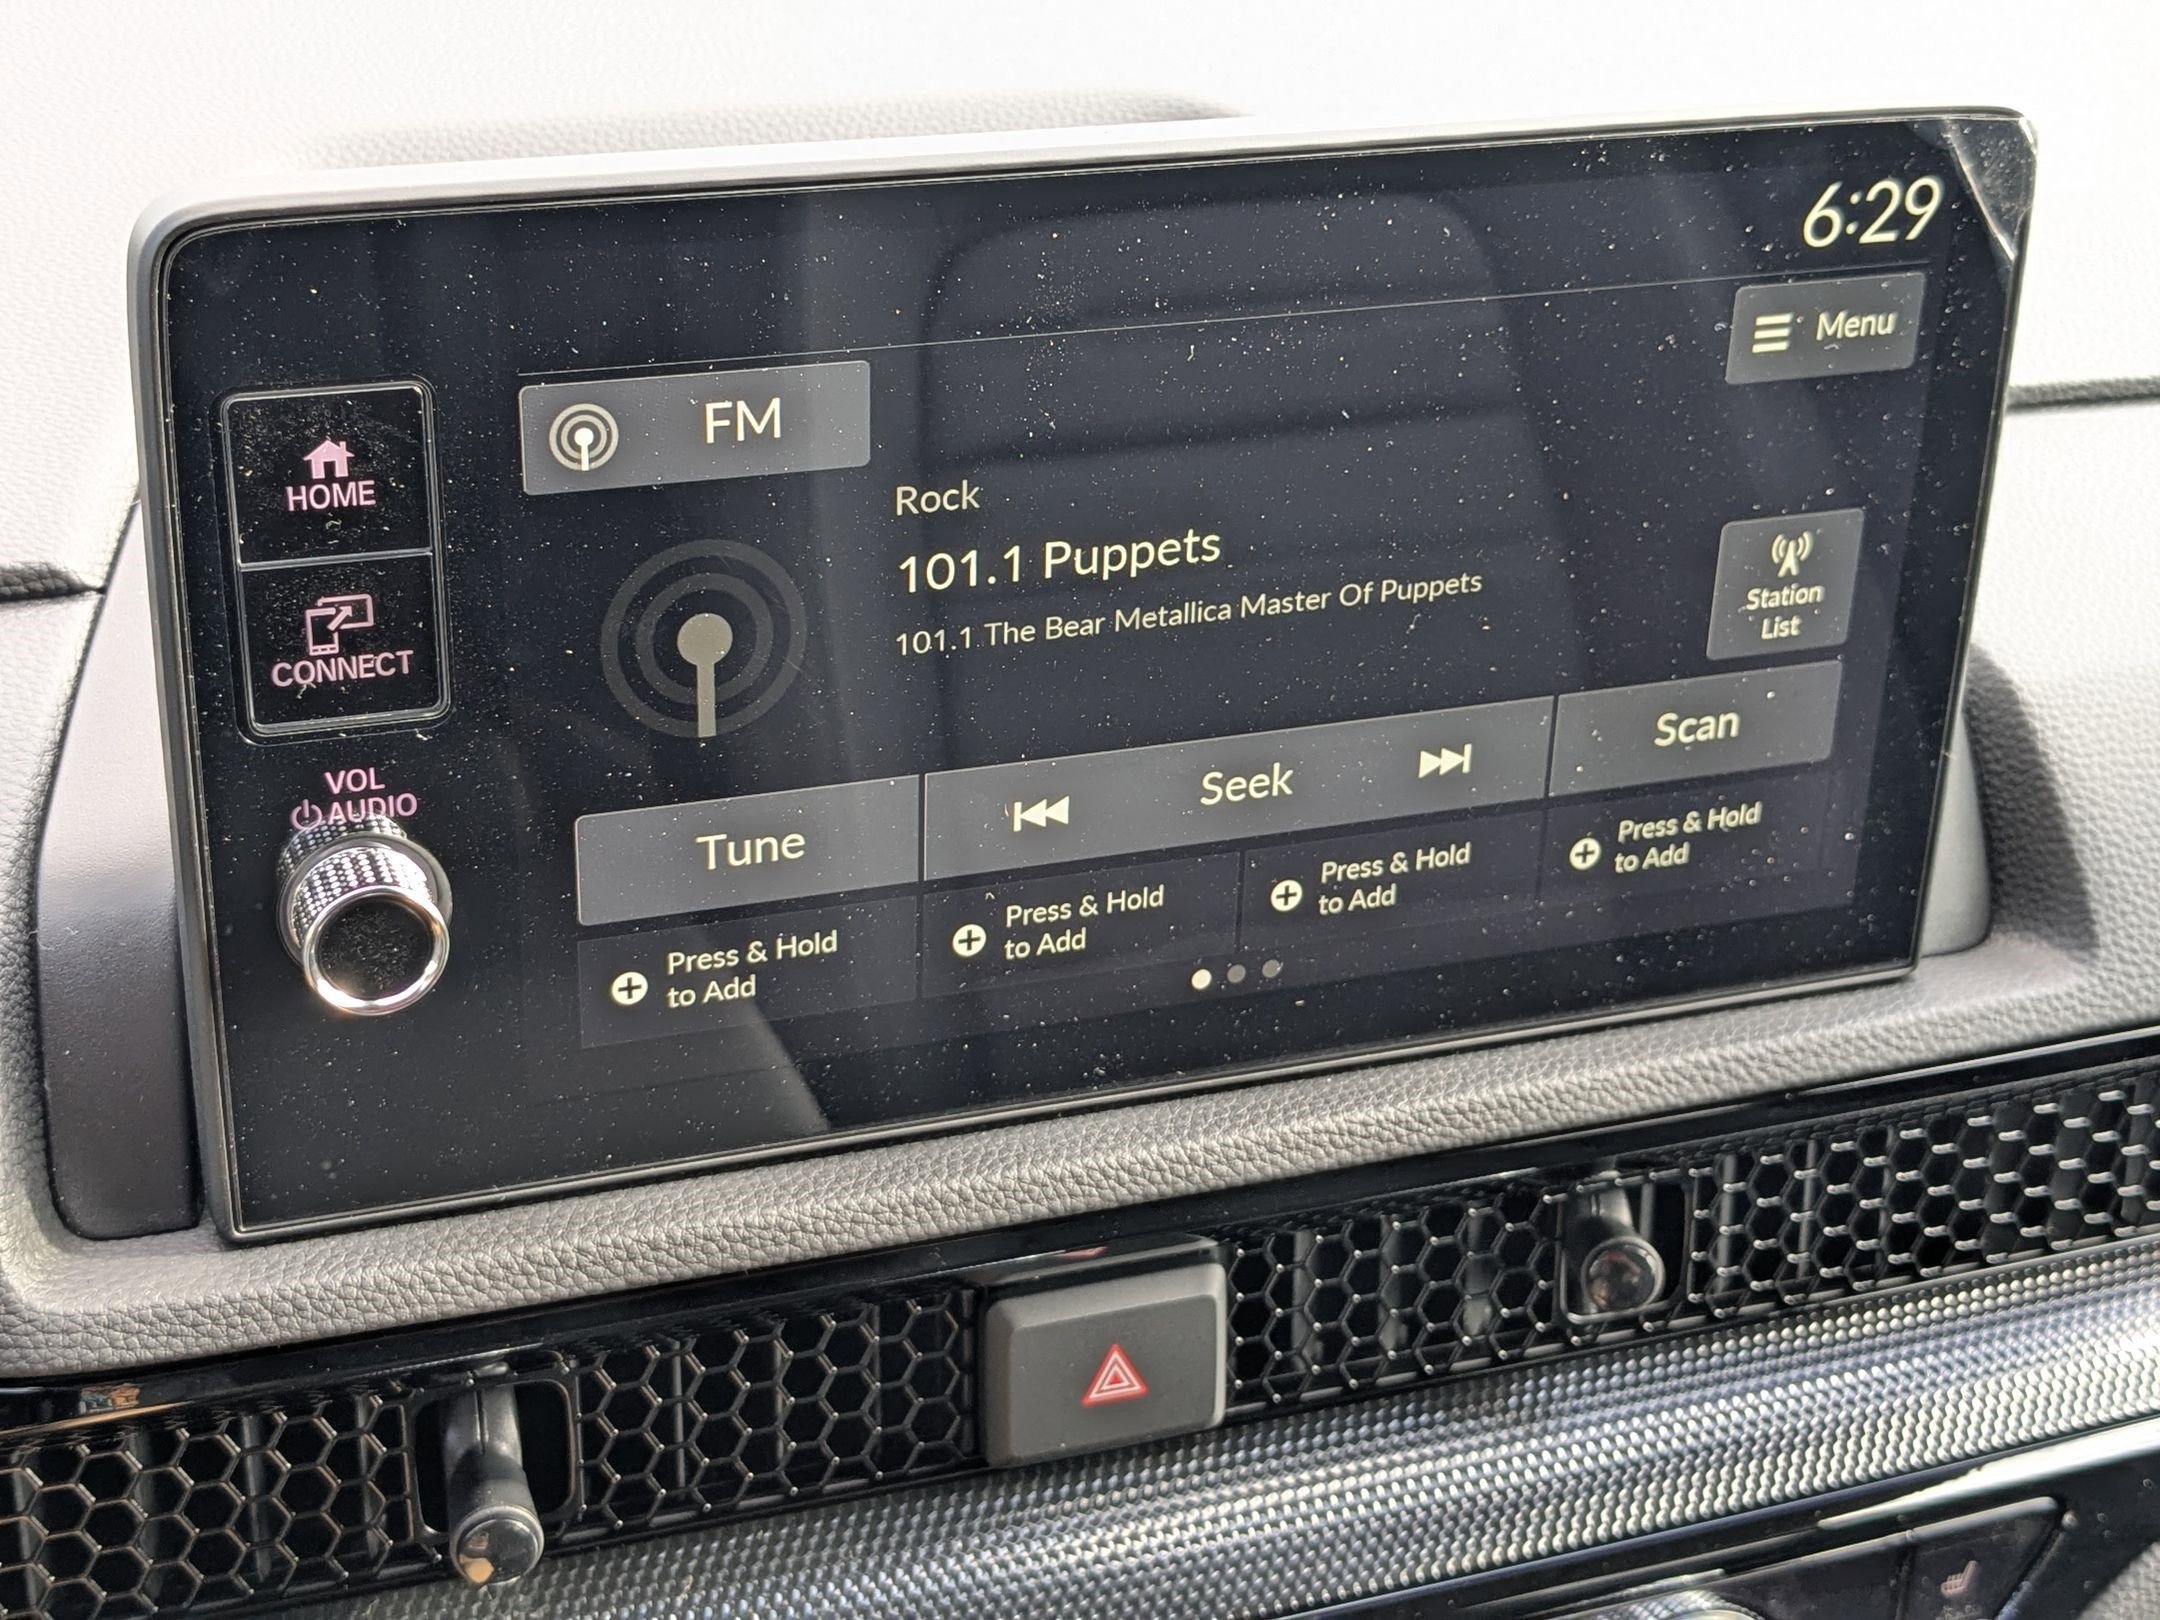 6:29
Menu
FM
HOME
Rock
101.1 Puppets
101.1 The Bear Metallica Master Of Puppets
Station
List
CONNECT
VOL
AUDIO
Tune
Seek
Scan
Press & Hold
to Add
Press & Hold
to Add
Press & Hold
to Add
Press & Hold
to Add